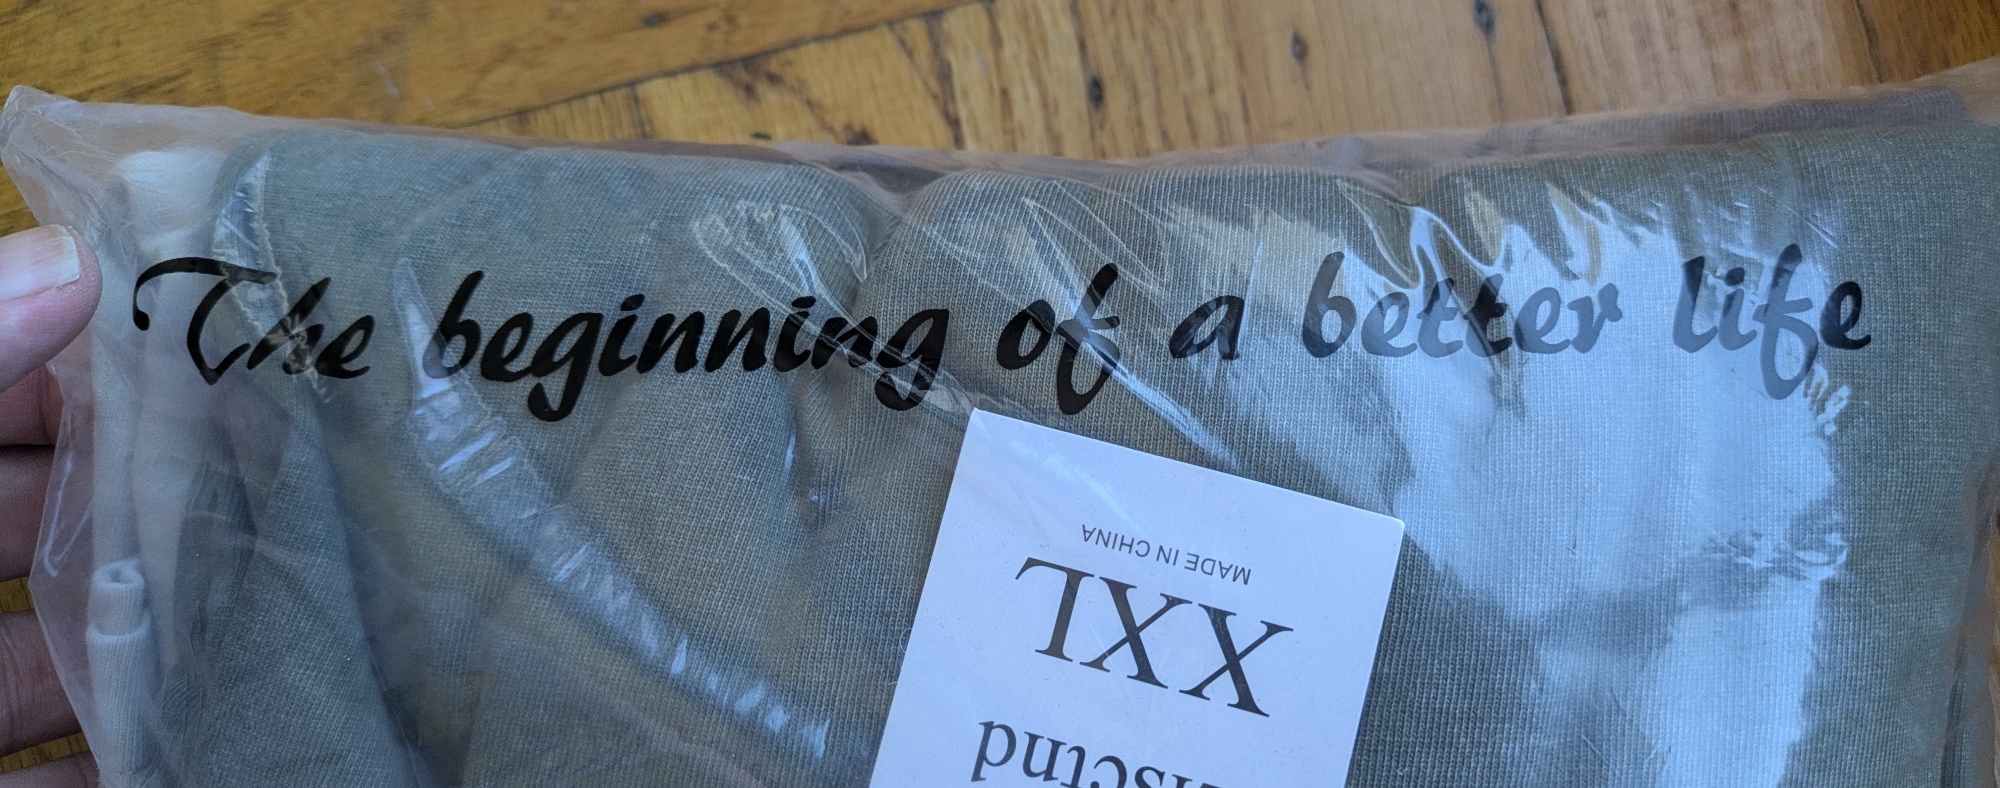 The beginning of a better life
MADE IN CHINA
XXL